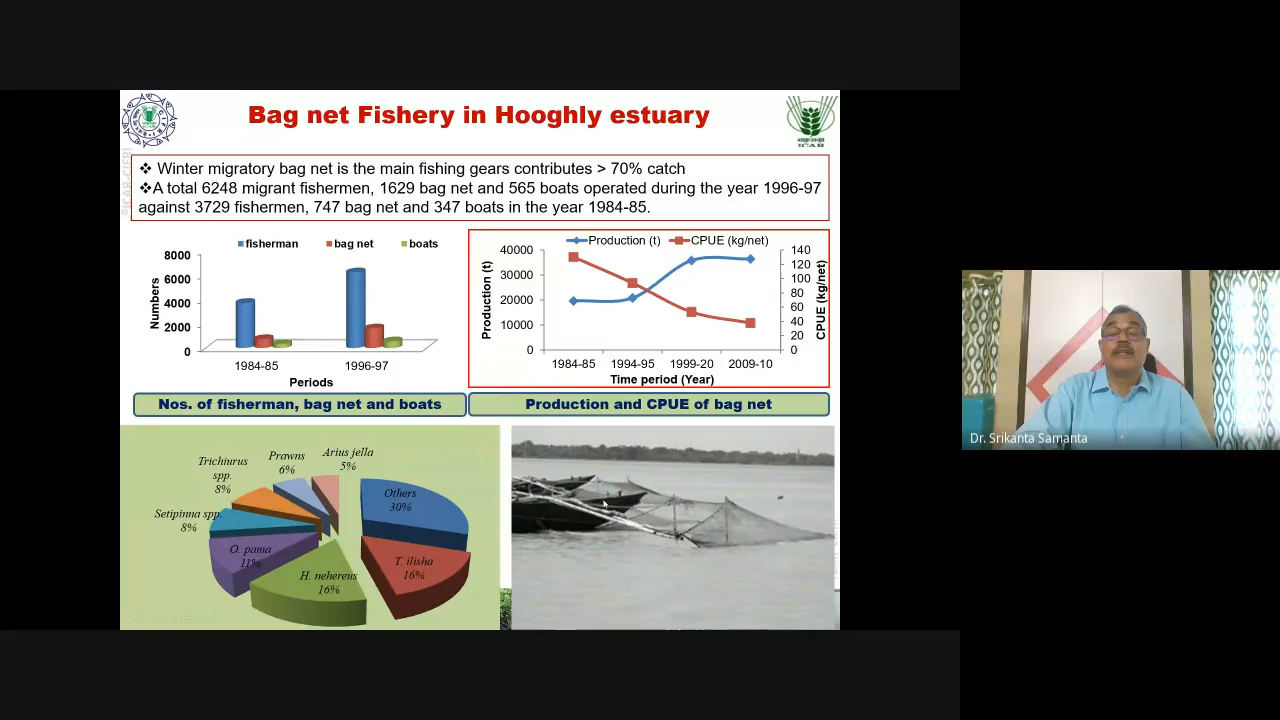 Bag net Fishery in Hooghly estuary
ICAR
©ICAR-CIFRI
❖ Winter migratory bag net is the main fishing gears contributes > 70% catch
❖A total 6248 migrant fishermen, 1629 bag net and 565 boats operated during the year 1996-97
against 3729 fishermen, 747 bag net and 347 boats in the year 1984-85.
fisherman bag net boats
Numbers
8000
6000
4000
2000
0
1984-85 1996-97
Periods
Production (t) CPUE (kg/net)
Production (t)
40000
30000
20000
10000
0
140
120
100
80
60
40
20
0
CPUE (kg/net)
1984-85 1994-95 1999-20 2009-10
Time period (Year)
Nos. of fisherman, bag net and boats
Production and CPUE of bag net
Trichiurus
spp.
8%
Prawns
6%
Arius jella
5%
Others
30%
Setipinna spp.
8%
O. pama
11%
H. nehereus
16%
T. ilisha
16%
Dr. Srikanta Samanta